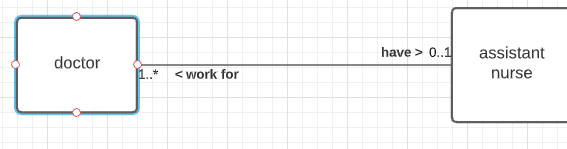 doctor
have > 0..1
1..* < work for
assistant
nurse